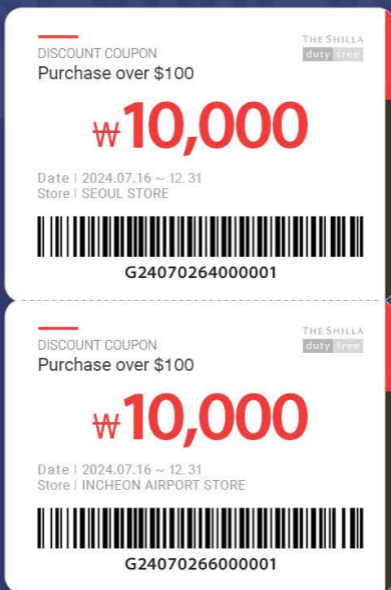 THE SHILLA
duty free
DISCOUNT COUPON
Purchase over $100
₩10,000
Date | 2024.07.16 ~ 12.31
Store | SEOUL STORE
G24070264000001
THE SHILLA
duty free
DISCOUNT COUPON
Purchase over $100
₩10,000
Date | 2024.07.16 ~ 12.31
Store | INCHEON AIRPORT STORE
G24070266000001